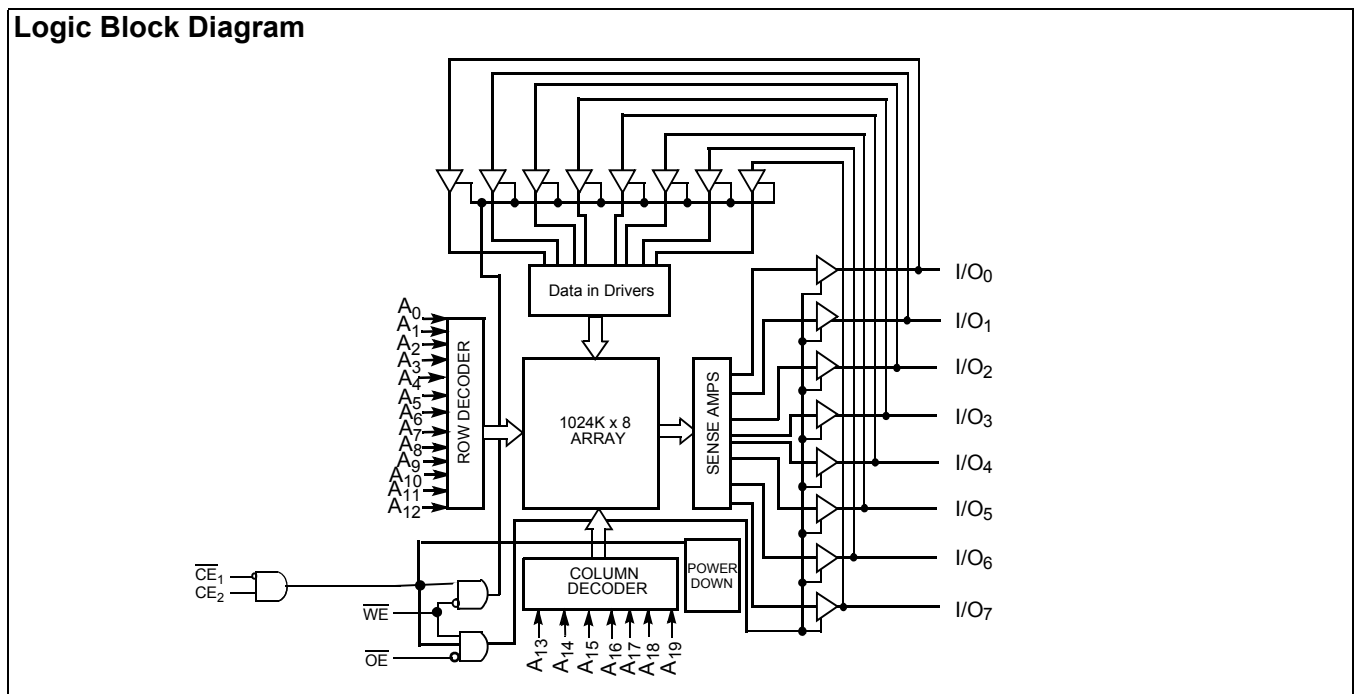 Logic Block Diagram
Data in Drivers
I/O0
I/O1
I/O2
I/O3
I/O4
I/O5
I/O6
I/O7
A0
A1
A2
A3
A4
A5
A6
A7
A8
A9
A10
A11
A12
ROW DECODER
1024K x 8
ARRAY
SENSE AMPS
CE1
CE2
WE
OE
COLUMN
DECODER
POWER
DOWN
A13
A14
A15
A16
A17
A18
A19